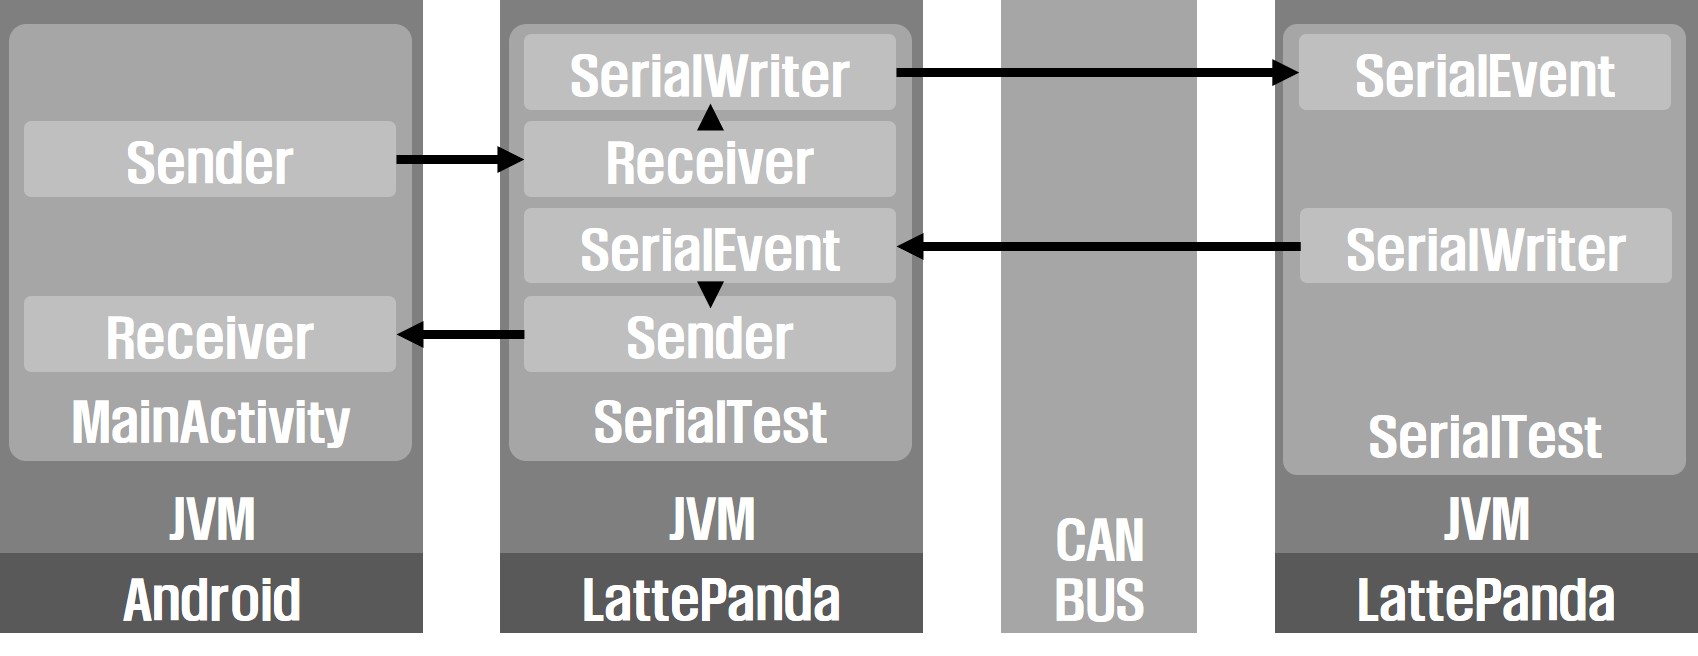 Sender
Receiver
MainActivity
JVM
Android
SerialWriter
Receiver
SerialEvent
Sender
SerialTest
JVM
LattePanda
CAN
BUS
SerialEvent
SerialWriter
SerialTest
JVM
LattePanda